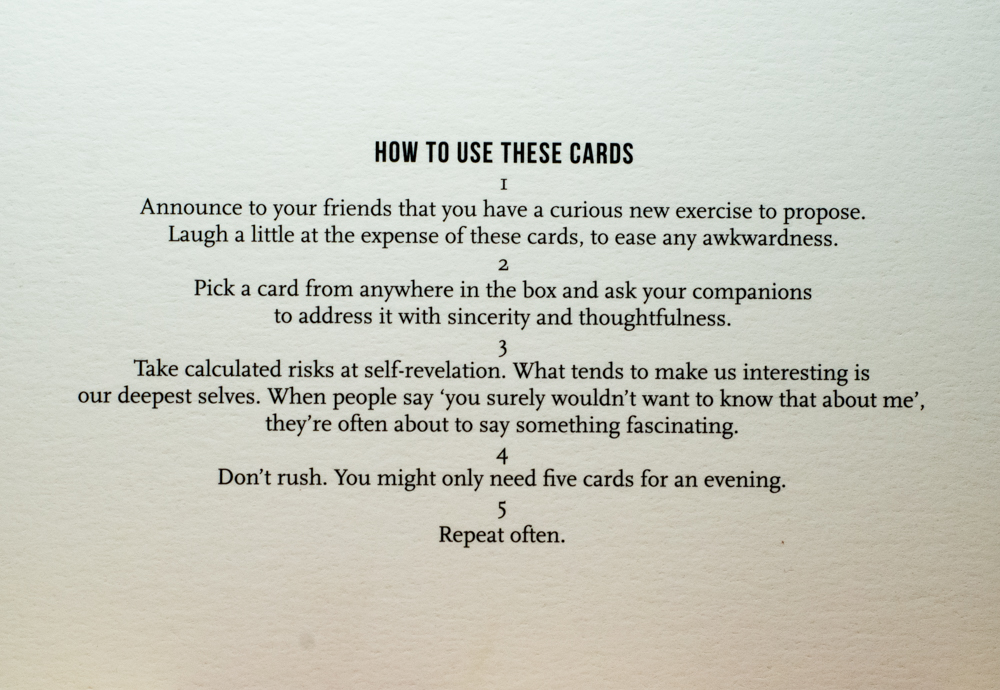 HOW TO USE THESE CARDS
1
Announce to your friends that you have a curious new exercise to propose.
Laugh a little at the expense of these cards, to ease any awkwardness.
2
Pick a card from anywhere in the box and ask your companions
to address it with sincerity and thoughtfulness.
3
Take calculated risks at self-revelation. What tends to make us interesting is
our deepest selves. When people say ‘you surely wouldn’t want to know that about me’,
they’re often about to say something fascinating.
4
Don’t rush. You might only need five cards for an evening.
5
Repeat often.